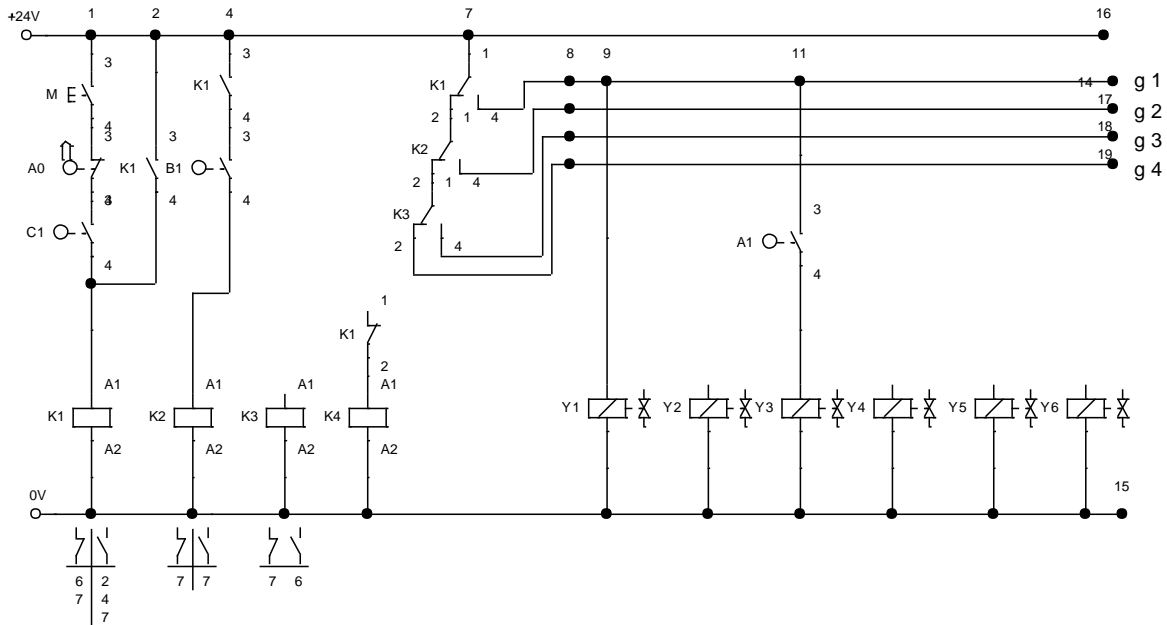 +24V 1 2 4 7 16
3 3 1 8 9 11
M K1 K1 14 g 1
4 4 2 1 4 17 g 2
3 3 3 K2 18 g 3
A0 K1 B1 2 1 4 19 g 4
3 4 4 4 K3 3
C1 2 4 A1
4 4
1
K1
2
A1 A1 A1 A1
K1 K2 K3 K4 Y1 Y2 Y3 Y4 Y5 Y6
A2 A2 A2 A2
0V 15
6 2 7 7 7 6
7 4
7